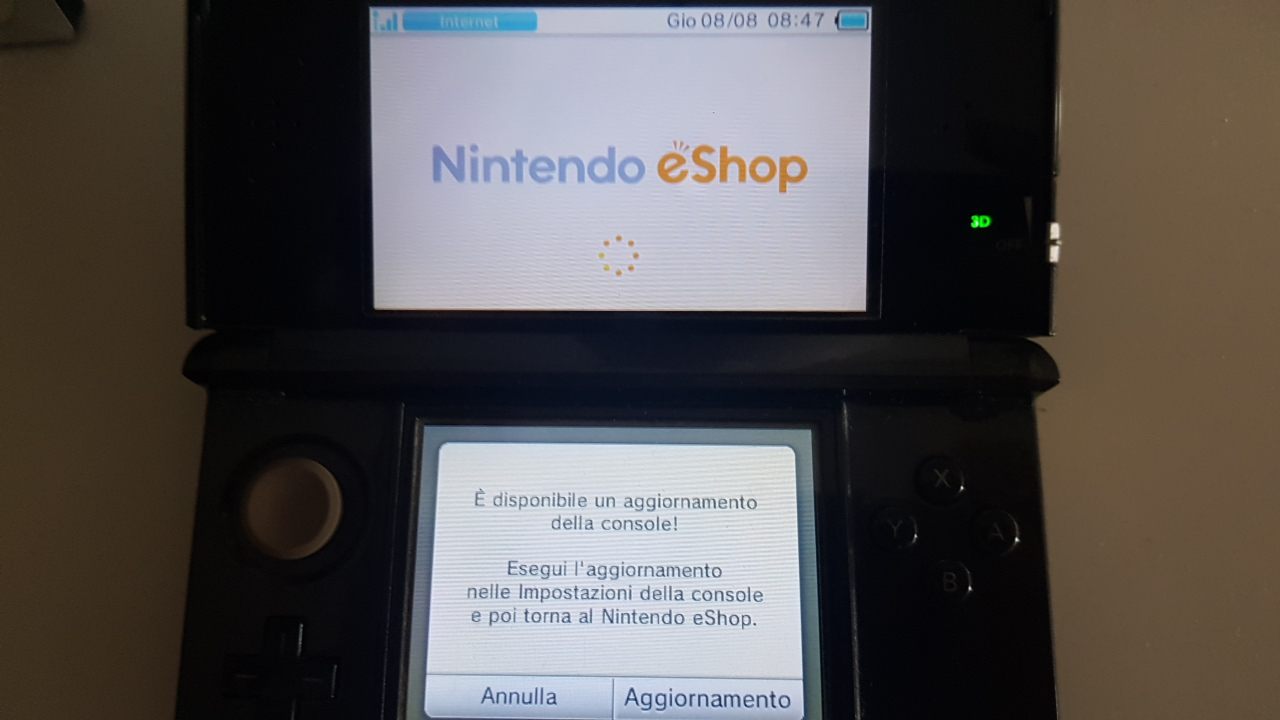 Internet
Gio 08/08 08:47
Nintendo eShop
3D
OFF
È disponibile un aggiornamento
della console!
Esegui l'aggiornamento
nelle Impostazioni della console
e poi torna al Nintendo eShop.
Annulla
Aggiornamento
X
Y
A
B